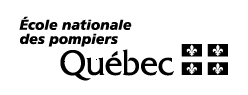 École nationale
des pompiers
Québec